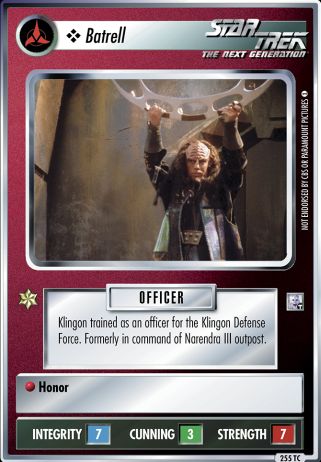 Batrell
STAR TREK
THE NEXT GENERATION
NOT ENDORSED BY CBS OR PARAMOUNT PICTURES
OFFICER
Klingon trained as an officer for the Klingon Defense
Force. Formerly in command of Narendra III outpost.
Honor
INTEGRITY 7 CUNNING 3 STRENGTH 7
255 TC